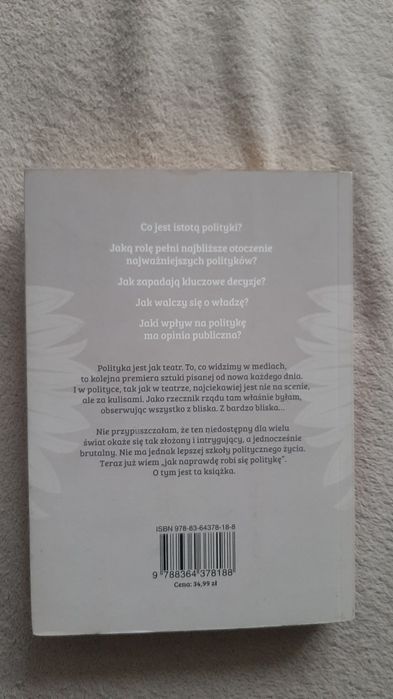 Co jest istotą polityki?
Jaką rolę pełni najbliższe otoczenie
najważniejszych polityków?
Jak zapadają kluczowe decyzje?
Jak walczy się o władzę?
Jaki wpływ na politykę
ma opinia publiczna?
Polityka jest jak teatr. To, co widzimy w mediach,
to kolejna premiera sztuki pisanej od nowa każdego dnia.
I w polityce, tak jak w teatrze, najciekawiej jest nie na scenie,
ale za kulisami. Jako rzecznik rządu tam właśnie byłam,
obserwując wszystko z bliska. Z bardzo bliska...
Nie przypuszczałam, że ten niedostępny dla wielu
świat okaże się tak złożony i intrygujący, a jednocześnie
brutalny. Nie ma jednak lepszej szkoły politycznego życia.
Teraz już wiem „jak naprawdę robi się politykę”.
O tym jest ta książka.
ISBN 978-83-64378-18-8
9 788364 378188
Cena: 34,99 zł